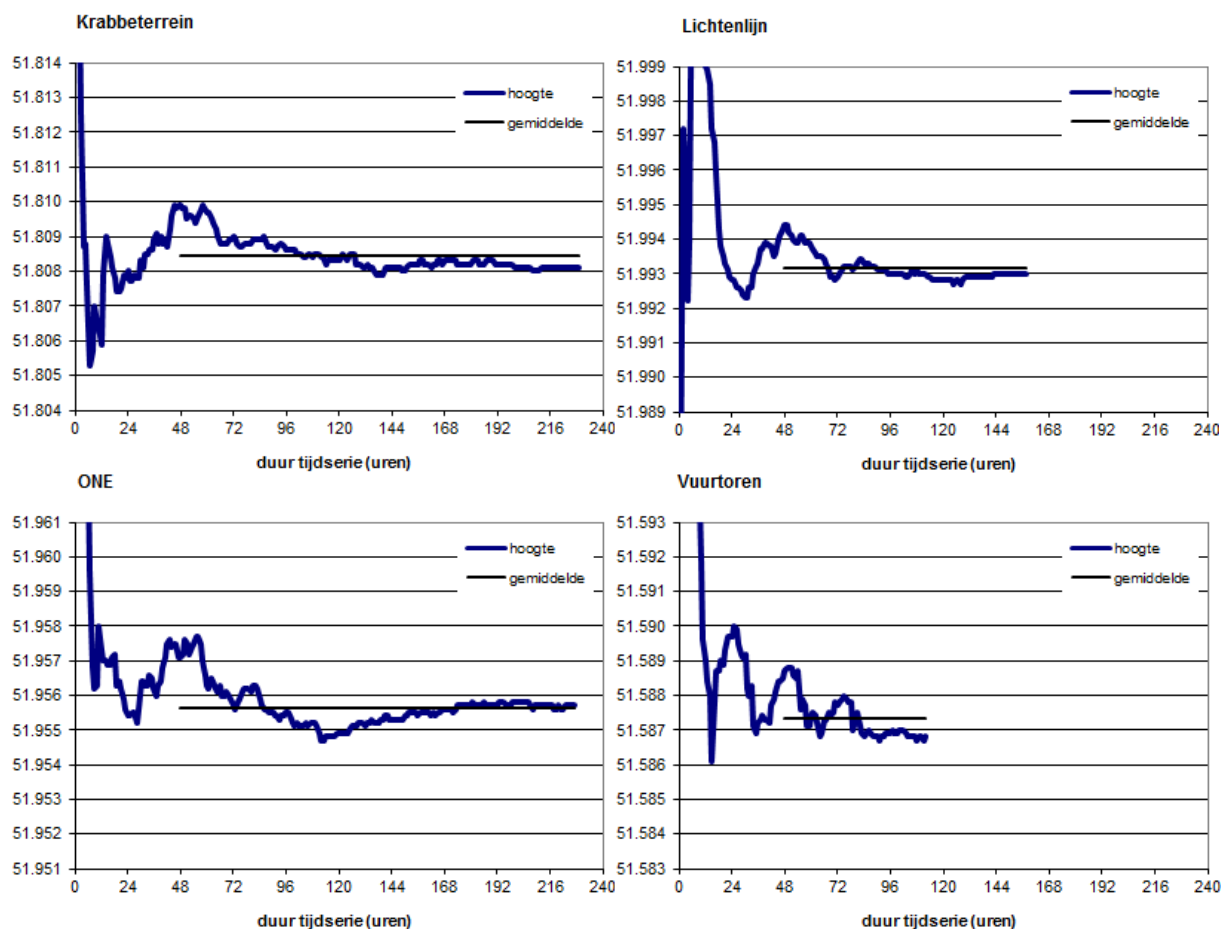 Krabbeterrein
51.814
51.813
51.812
51.811
51.810
51.809
51.808
51.807
51.806
51.805
51.804
hoogte
gemiddelde
0 24 48 72 96 120 144 168 192 216 240
duur tijdserie (uren)
Lichtenlijn
51.999
51.998
51.997
51.996
51.995
51.994
51.993
51.992
51.991
51.990
51.989
hoogte
gemiddelde
0 24 48 72 96 120 144 168 192 216 240
duur tijdserie (uren)
ONE
51.961
51.960
51.959
51.958
51.957
51.956
51.955
51.954
51.953
51.952
51.951
hoogte
gemiddelde
0 24 48 72 96 120 144 168 192 216 240
duur tijdserie (uren)
Vuurtoren
51.593
51.592
51.591
51.590
51.589
51.588
51.587
51.586
51.585
51.584
51.583
hoogte
gemiddelde
0 24 48 72 96 120 144 168 192 216 240
duur tijdserie (uren)